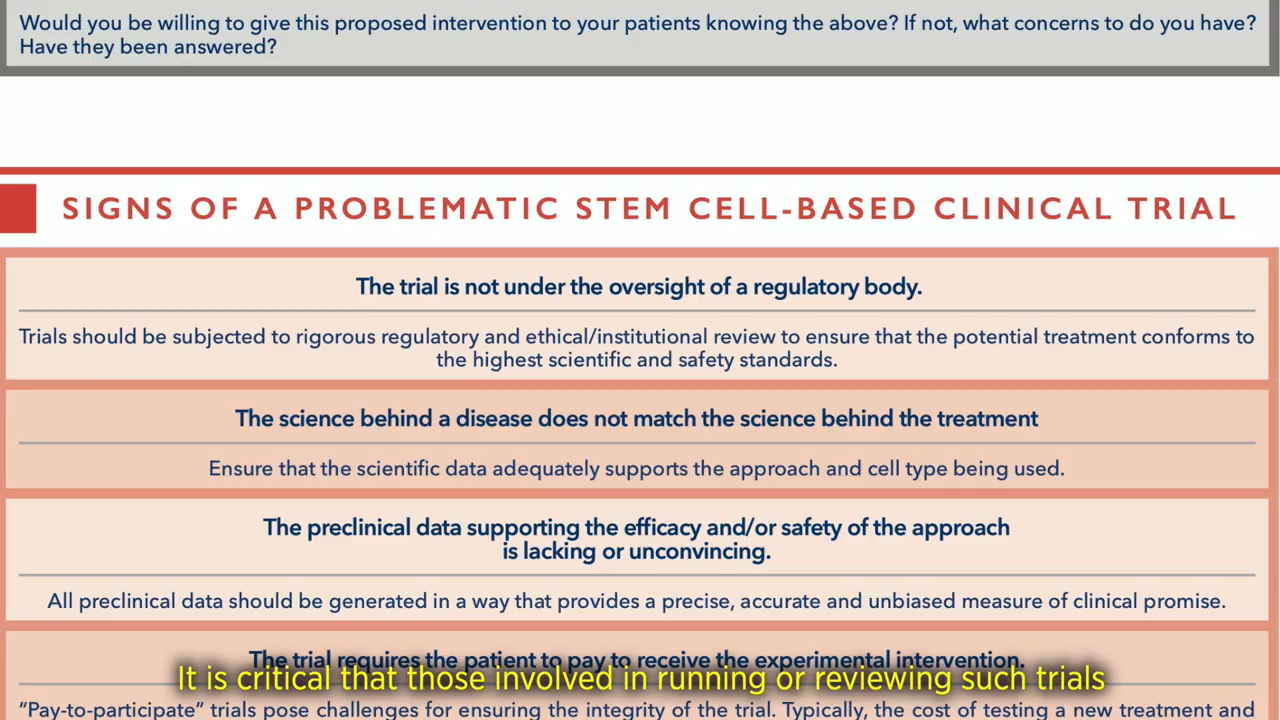 Would you be willing to give this proposed intervention to your patients knowing the above? If not, what concerns to do you have?
Have they been answered?
SIGNS OF A PROBLEMATIC STEM CELL-BASED CLINICAL TRIAL
The trial is not under the oversight of a regulatory body.
Trials should be subjected to rigorous regulatory and ethical/institutional review to ensure that the potential treatment conforms to
the highest scientific and safety standards.
The science behind a disease does not match the science behind the treatment
Ensure that the scientific data adequately supports the approach and cell type being used.
The preclinical data supporting the efficacy and/or safety of the approach
is lacking or unconvincing.
All preclinical data should be generated in a way that provides a precise, accurate and unbiased measure of clinical promise.
The trial requires the patient to pay to receive the experimental intervention.
It is critical that those involved in running or reviewing such trials
“Pay-to-participate” trials pose challenges for ensuring the integrity of the trial. Typically, the cost of testing a new treatment and